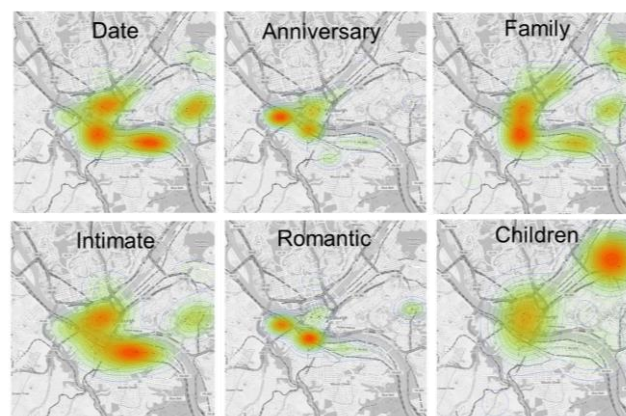 Date
Anniversary
Family
Intimate
Romantic
Children